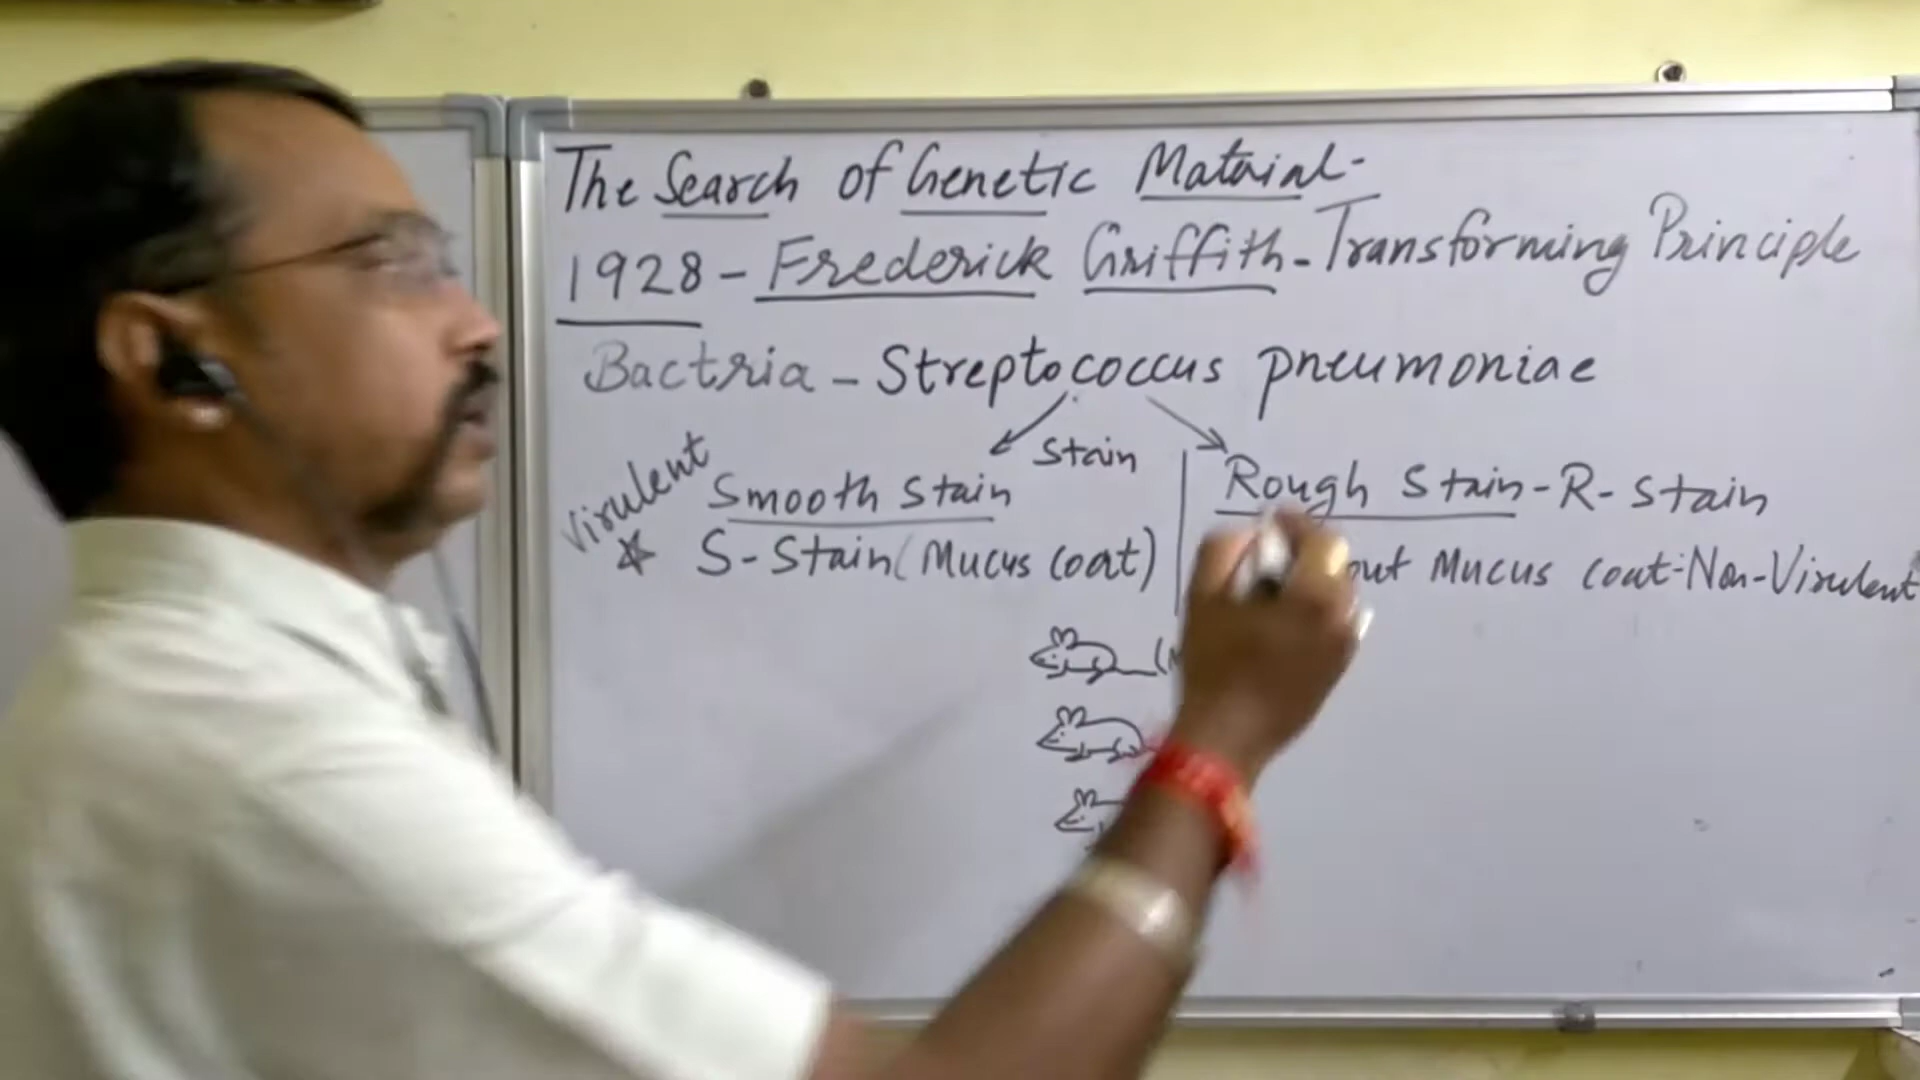 The Search of Genetic Mataial-
1928 - Frederick Griffith - Transforming Principle
Bactria - Streptococcus pneumoniae
Stain
Virulent
Smooth Stain
Rough Stain - R - Stain
S - Stain (Mucus coat)
Mucus coat - Non - Virulent